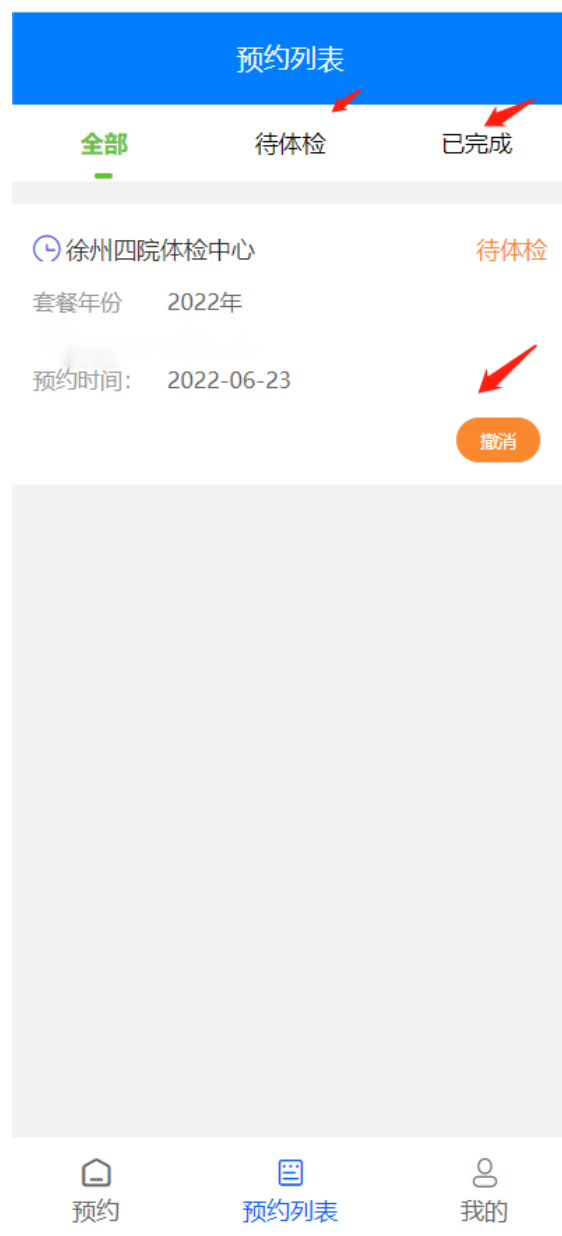 预约列表
全部 待体检 已完成
徐州四院体检中心 待体检
套餐年份 2022年
预约时间： 2022-06-23
撤消
预约 预约列表 我的